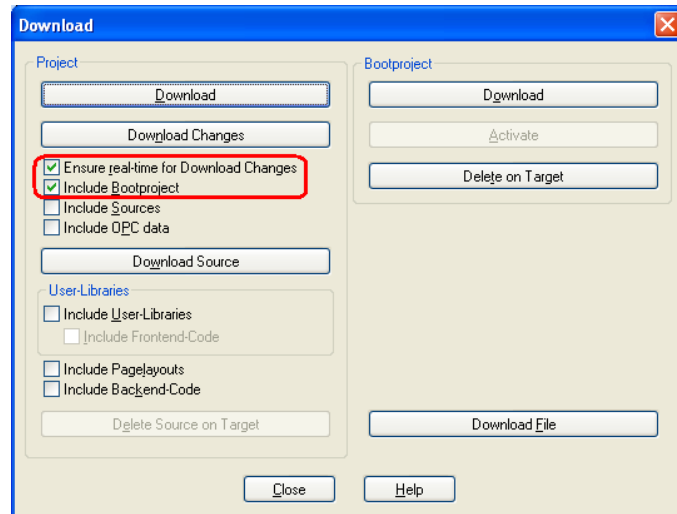 Download
Project
Download
Download Changes
Ensure real-time for Download Changes
Include Bootproject
Include Sources
Include OPC data
Download Source
User-Libraries
Include User-Libraries
Include Frontend-Code
Include Pagelayouts
Include Backend-Code
Delete Source on Target
Bootproject
Download
Activate
Delete on Target
Download File
Close
Help